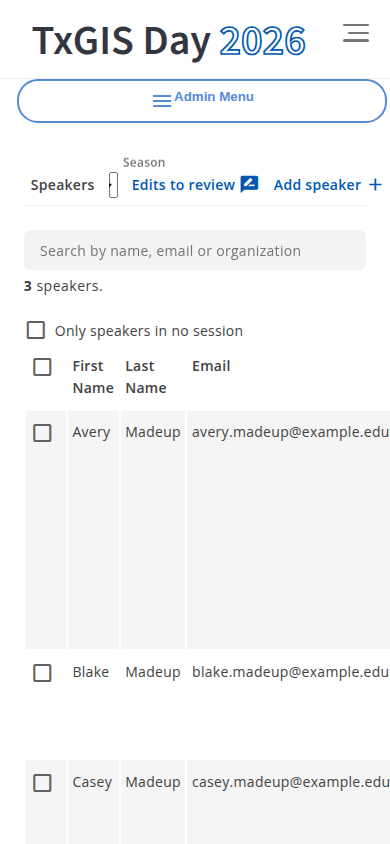 TxGIS Day 2026
Admin Menu
Season
Speakers
Edits to review
Add speaker +
Search by name, email or organization
3 speakers.
Only speakers in no session
First Name
Last Name
Email
Avery Madeup avery.madeup@example.edu
Blake Madeup blake.madeup@example.edu
Casey Madeup casey.madeup@example.edu